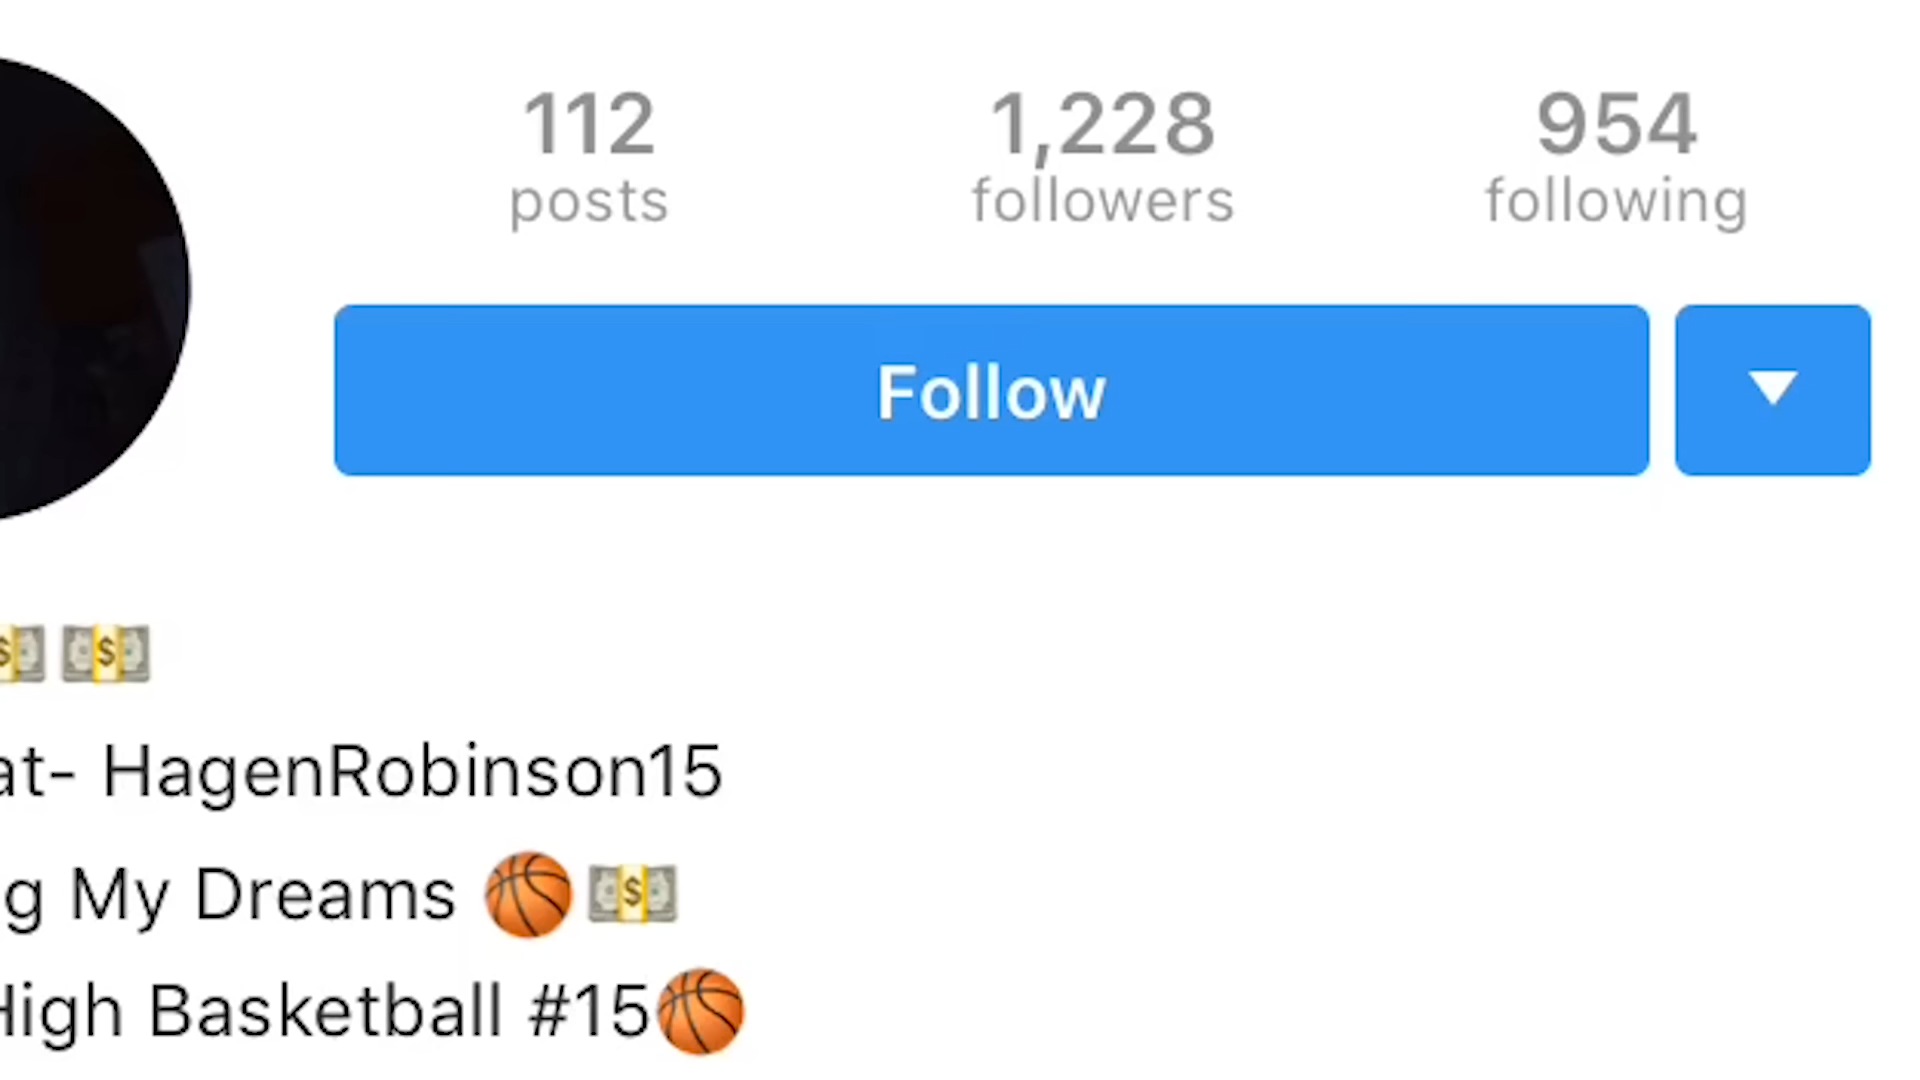 112 1,228 954
posts followers following
Follow
at- HagenRobinson15
g My Dreams 🏀💵
High Basketball #15🏀